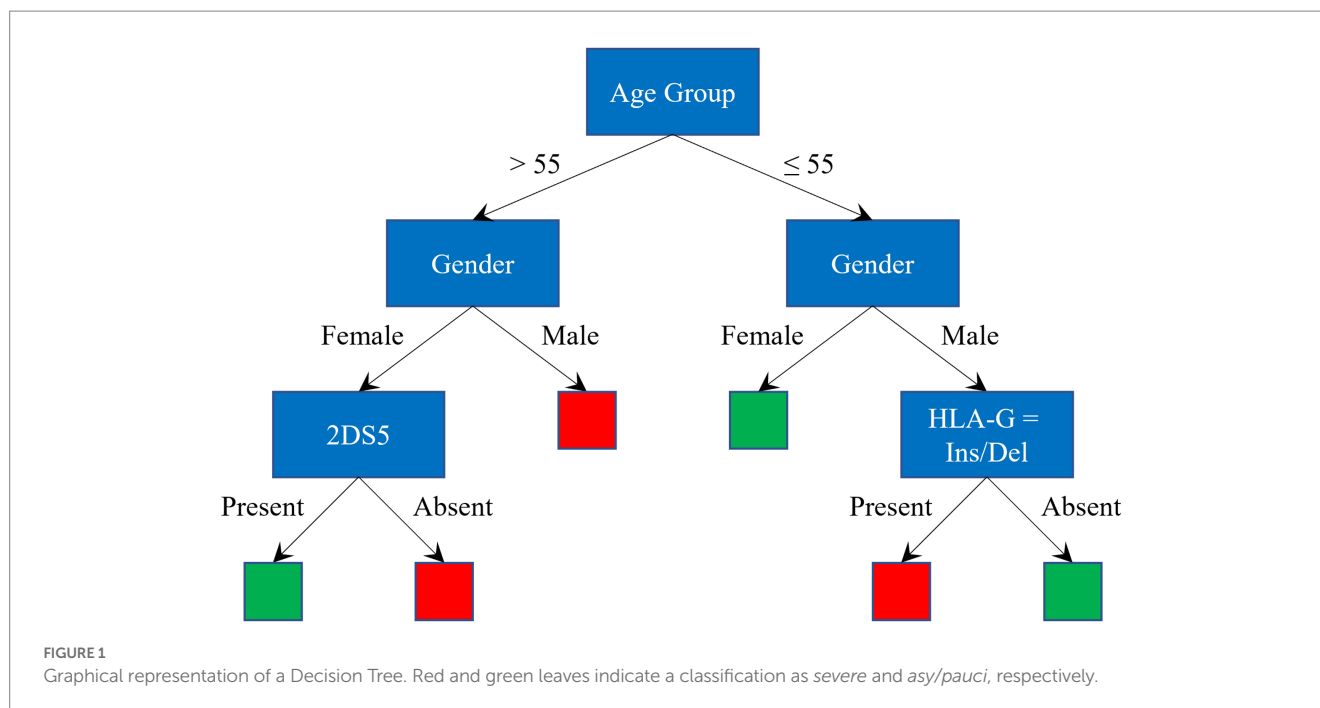 Age Group
> 55
≤ 55
Gender
Gender
Female
Male
Female
Male
2DS5
HLA-G =
Ins/Del
Present
Absent
Present
Absent
FIGURE 1
Graphical representation of a Decision Tree. Red and green leaves indicate a classification as severe and asy/pauci, respectively.